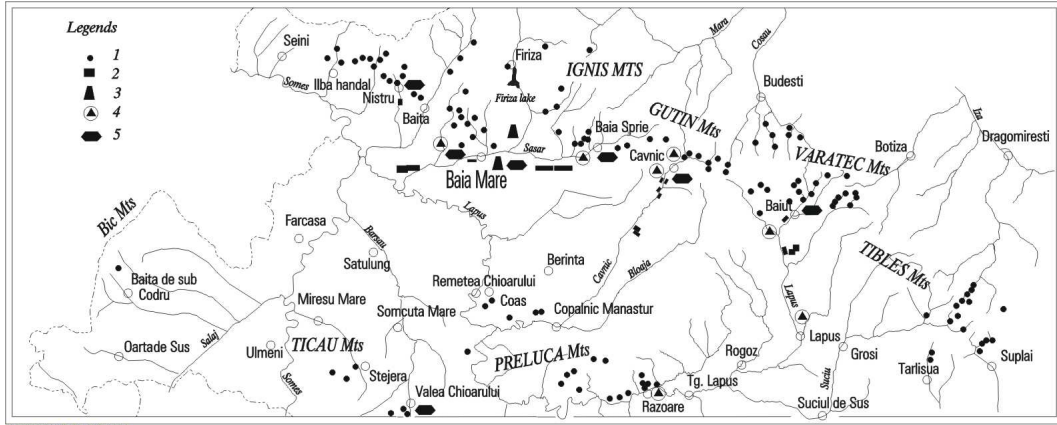 Legends
1
2
3
4
5
Seini
Somes
Ilba handal
Nistru
Baita
Firiza
Firiza lake
IGNIS MTS
Mara
Cosau
Budesti
GUTIN Mts
Baia Sprie
Sasar
Baia Mare
Cavnic
VARATEC Mts
Botiza
Iza
Dragomiresti
Baiut
Bic Mts
Farcasa
Lapus
Barsau
Satulung
Berinta
Cavnic
Bloaja
TIBLES Mts
Baita de sub
Codru
Remetea Chioarului
Coas
Miresu Mare
Somcuta Mare
Copalnic Manastur
Lapus
Lapus
Oarta de Sus
Salaj
Ulmeni
TICAU Mts
PRELUCA Mts
Rogoz
Grosi
Suplai
Tarlisua
Somes
Stejera
Valea Chioarului
Razoare
Tg. Lapus
Suciu
Suciul de Sus